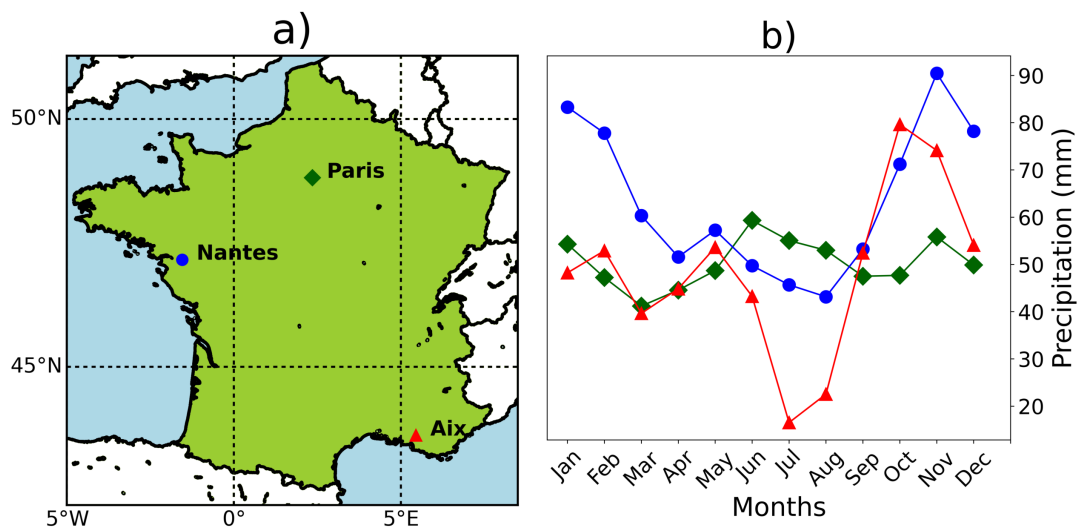 a)
50°N
45°N
5°W
0°
5°E
Paris
Nantes
Aix
b)
90
80
70
60
50
40
30
20
Precipitation (mm)
Jan
Feb
Mar
Apr
May
Jun
Jul
Aug
Sep
Oct
Nov
Dec
Months